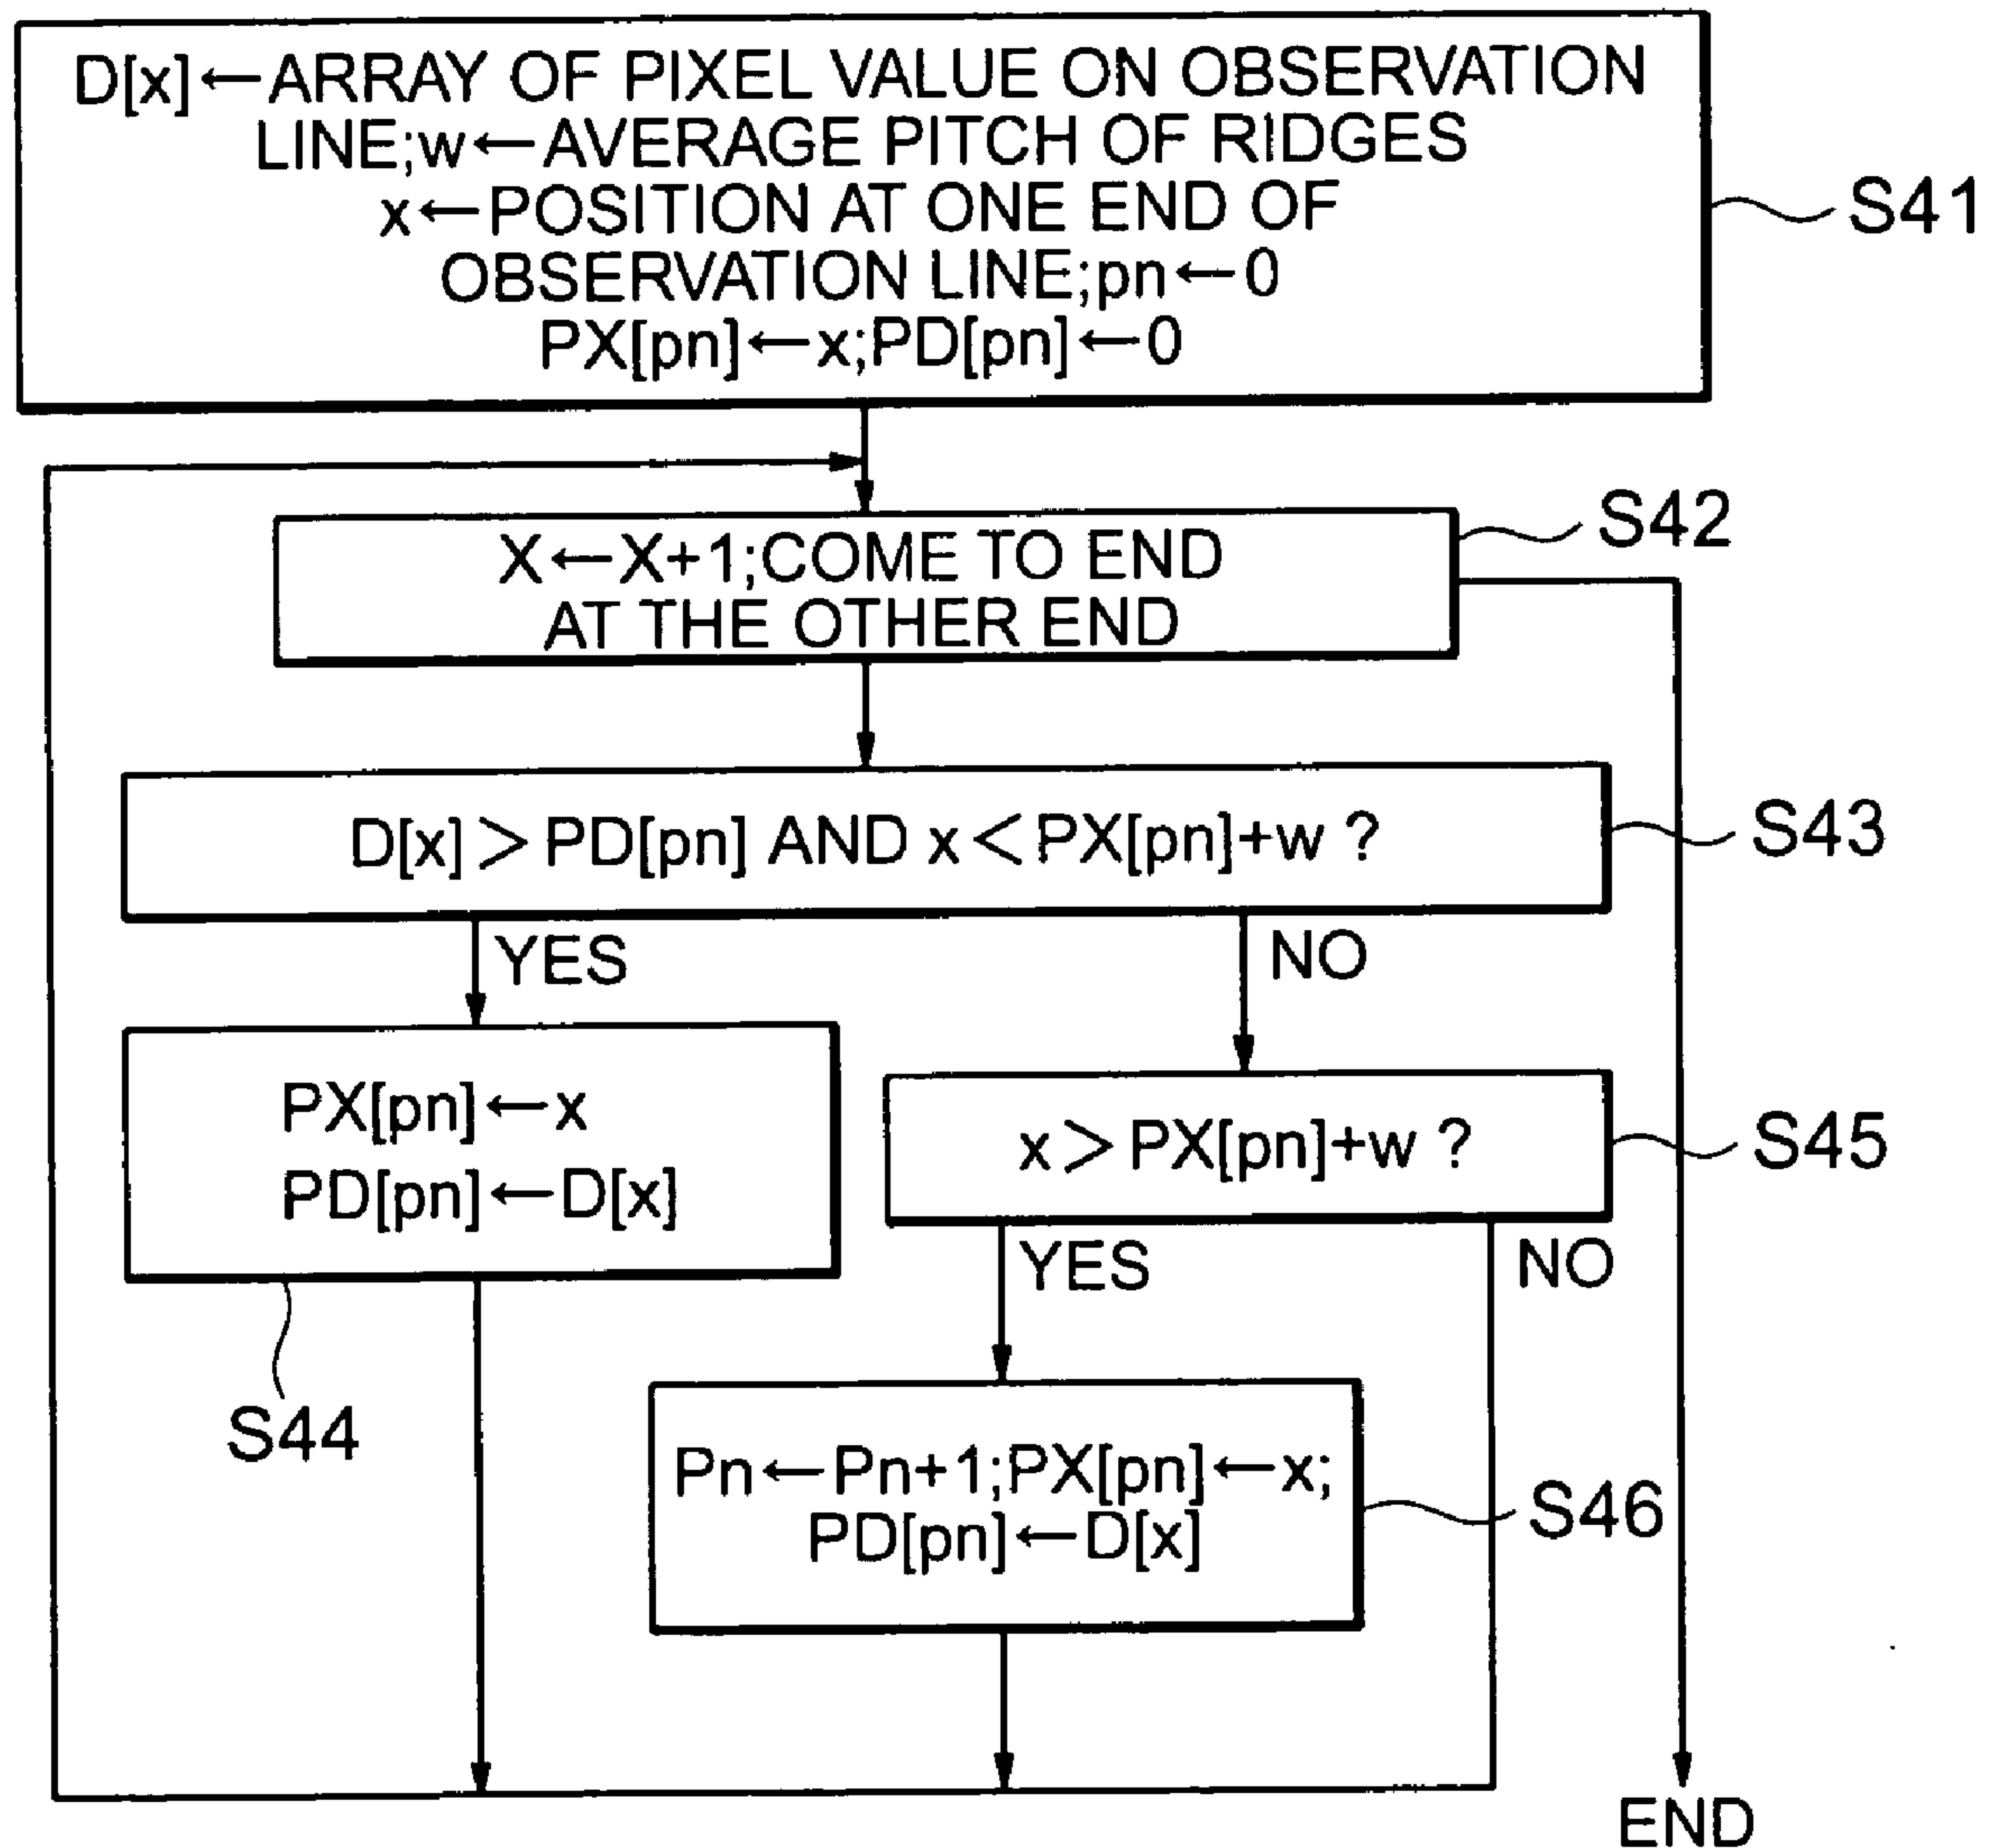 D[x]←ARRAY OF PIXEL VALUE ON OBSERVATION
LINE;w←AVERAGE PITCH OF RIDGES
x←POSITION AT ONE END OF
OBSERVATION LINE;pn←0
PX[pn]←x;PD[pn]←0
S41
X←X+1;COME TO END
AT THE OTHER END
S42
D[x]>PD[pn] AND x<PX[pn]+w ?
S43
YES
NO
PX[pn]←x
PD[pn]←D[x]
S44
x>PX[pn]+w ?
S45
YES
NO
Pn←Pn+1;PX[pn]←x;
PD[pn]←D[x]
S46
END